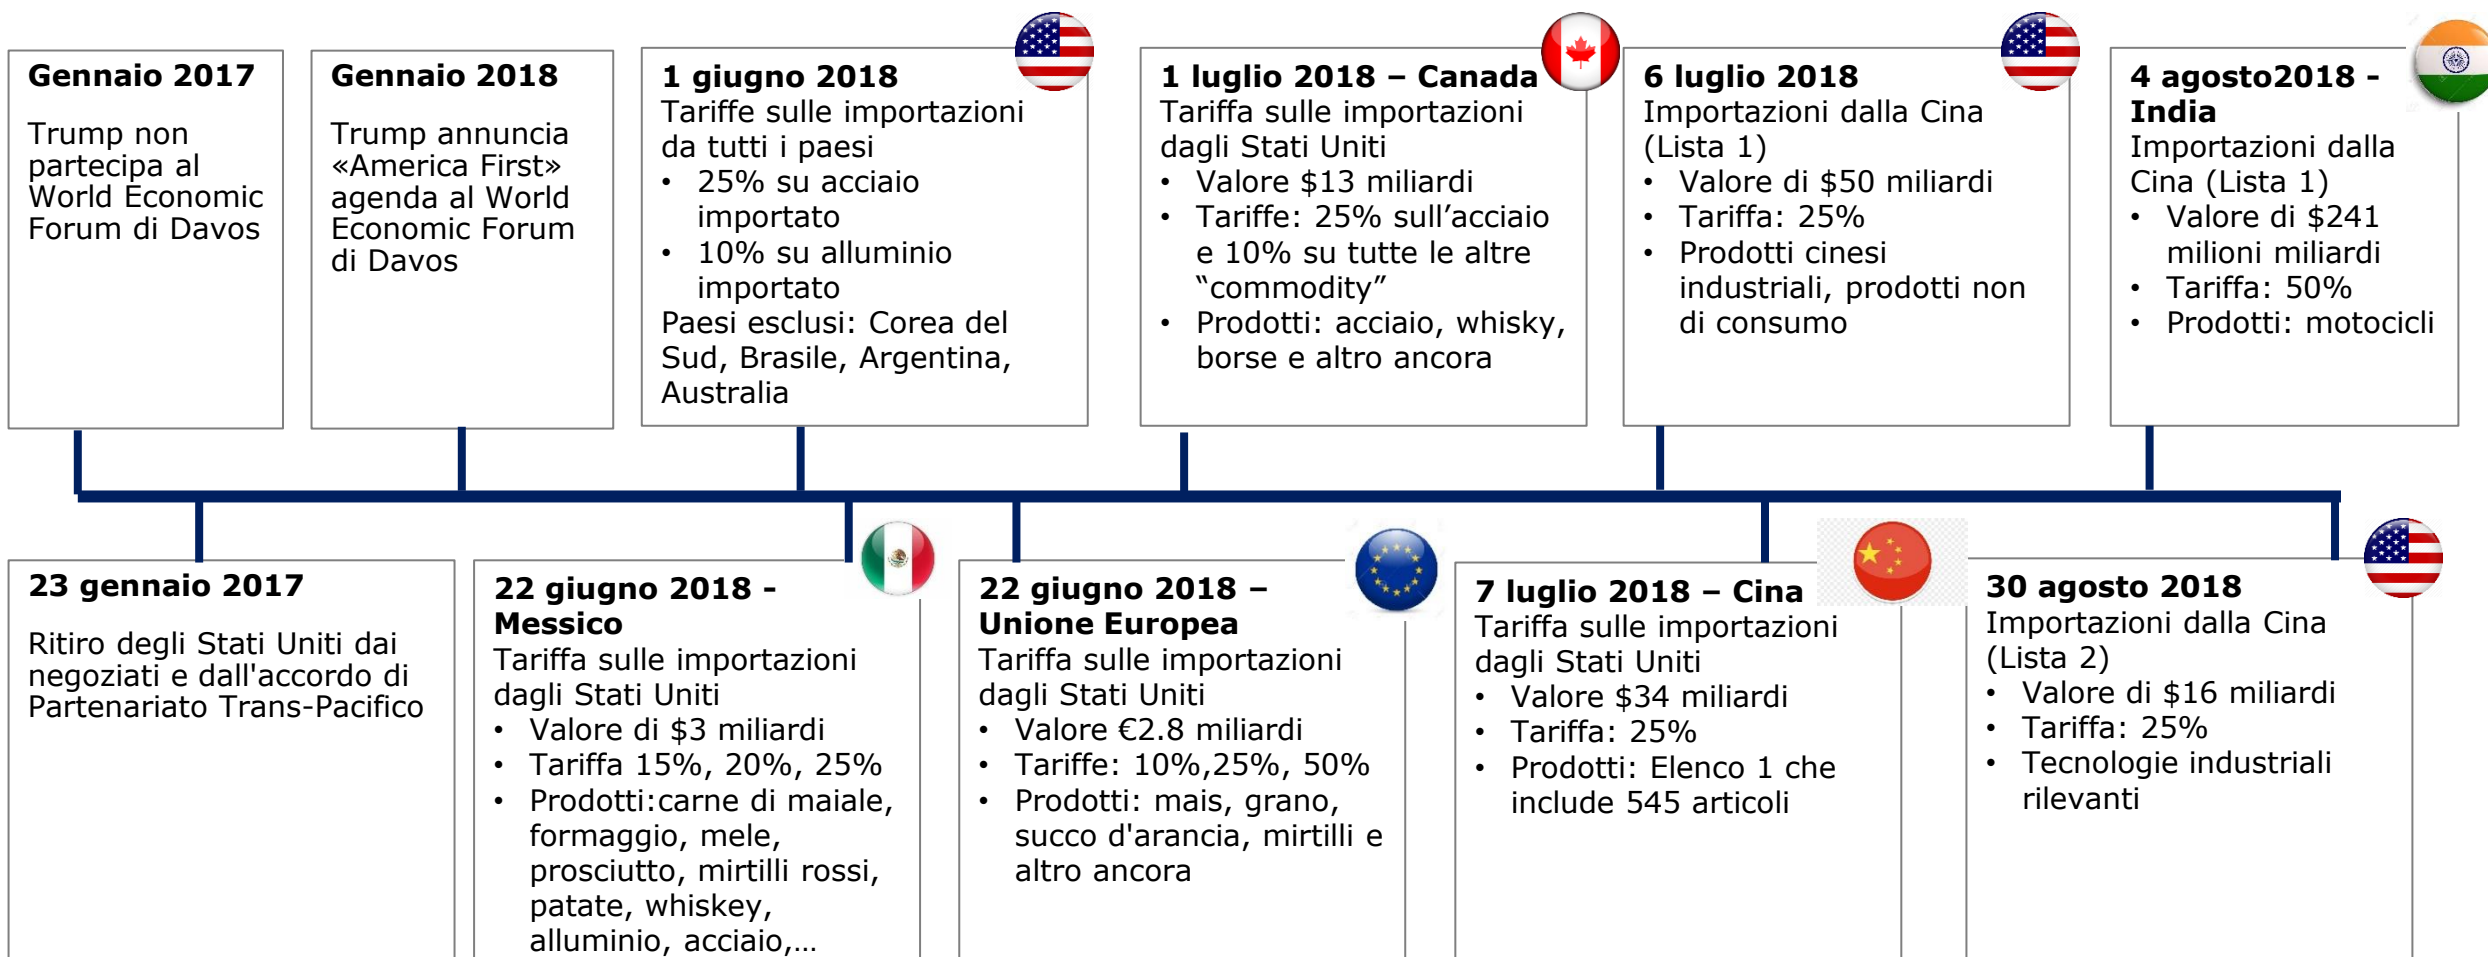 Gennaio 2017
Trump non
partecipa al
World Economic
Forum di Davos
Gennaio 2018
Trump annuncia
«America First»
agenda al World
Economic Forum
di Davos
1 giugno 2018
Tariffe sulle importazioni
da tutti i paesi
• 25% su acciaio
importato
• 10% su alluminio
importato
Paesi esclusi: Corea del
Sud, Brasile, Argentina,
Australia
1 luglio 2018 – Canada
Tariffa sulle importazioni
dagli Stati Uniti
• Valore $13 miliardi
• Tariffe: 25% sull’acciaio
e 10% su tutte le altre
“commodity”
• Prodotti: acciaio, whisky,
borse e altro ancora
6 luglio 2018
Importazioni dalla Cina
(Lista 1)
• Valore di $50 miliardi
• Tariffa: 25%
• Prodotti cinesi
industriali, prodotti non
di consumo
4 agosto2018 -
India
Importazioni dalla
Cina (Lista 1)
• Valore di $241
milioni miliardi
• Tariffa: 50%
• Prodotti: motocicli
23 gennaio 2017
Ritiro degli Stati Uniti dai
negoziati e dall'accordo di
Partenariato Trans-Pacifico
22 giugno 2018 -
Messico
Tariffa sulle importazioni
dagli Stati Uniti
• Valore di $3 miliardi
• Tariffa 15%, 20%, 25%
• Prodotti:carne di maiale,
formaggio, mele,
prosciutto, mirtilli rossi,
patate, whiskey,
alluminio, acciaio,…
22 giugno 2018 –
Unione Europea
Tariffa sulle importazioni
dagli Stati Uniti
• Valore €2.8 miliardi
• Tariffe: 10%,25%, 50%
• Prodotti: mais, grano,
succo d'arancia, mirtilli e
altro ancora
7 luglio 2018 – Cina
Tariffa sulle importazioni
dagli Stati Uniti
• Valore $34 miliardi
• Tariffa: 25%
• Prodotti: Elenco 1 che
include 545 articoli
30 agosto 2018
Importazioni dalla Cina
(Lista 2)
• Valore di $16 miliardi
• Tariffa: 25%
• Tecnologie industriali
rilevanti